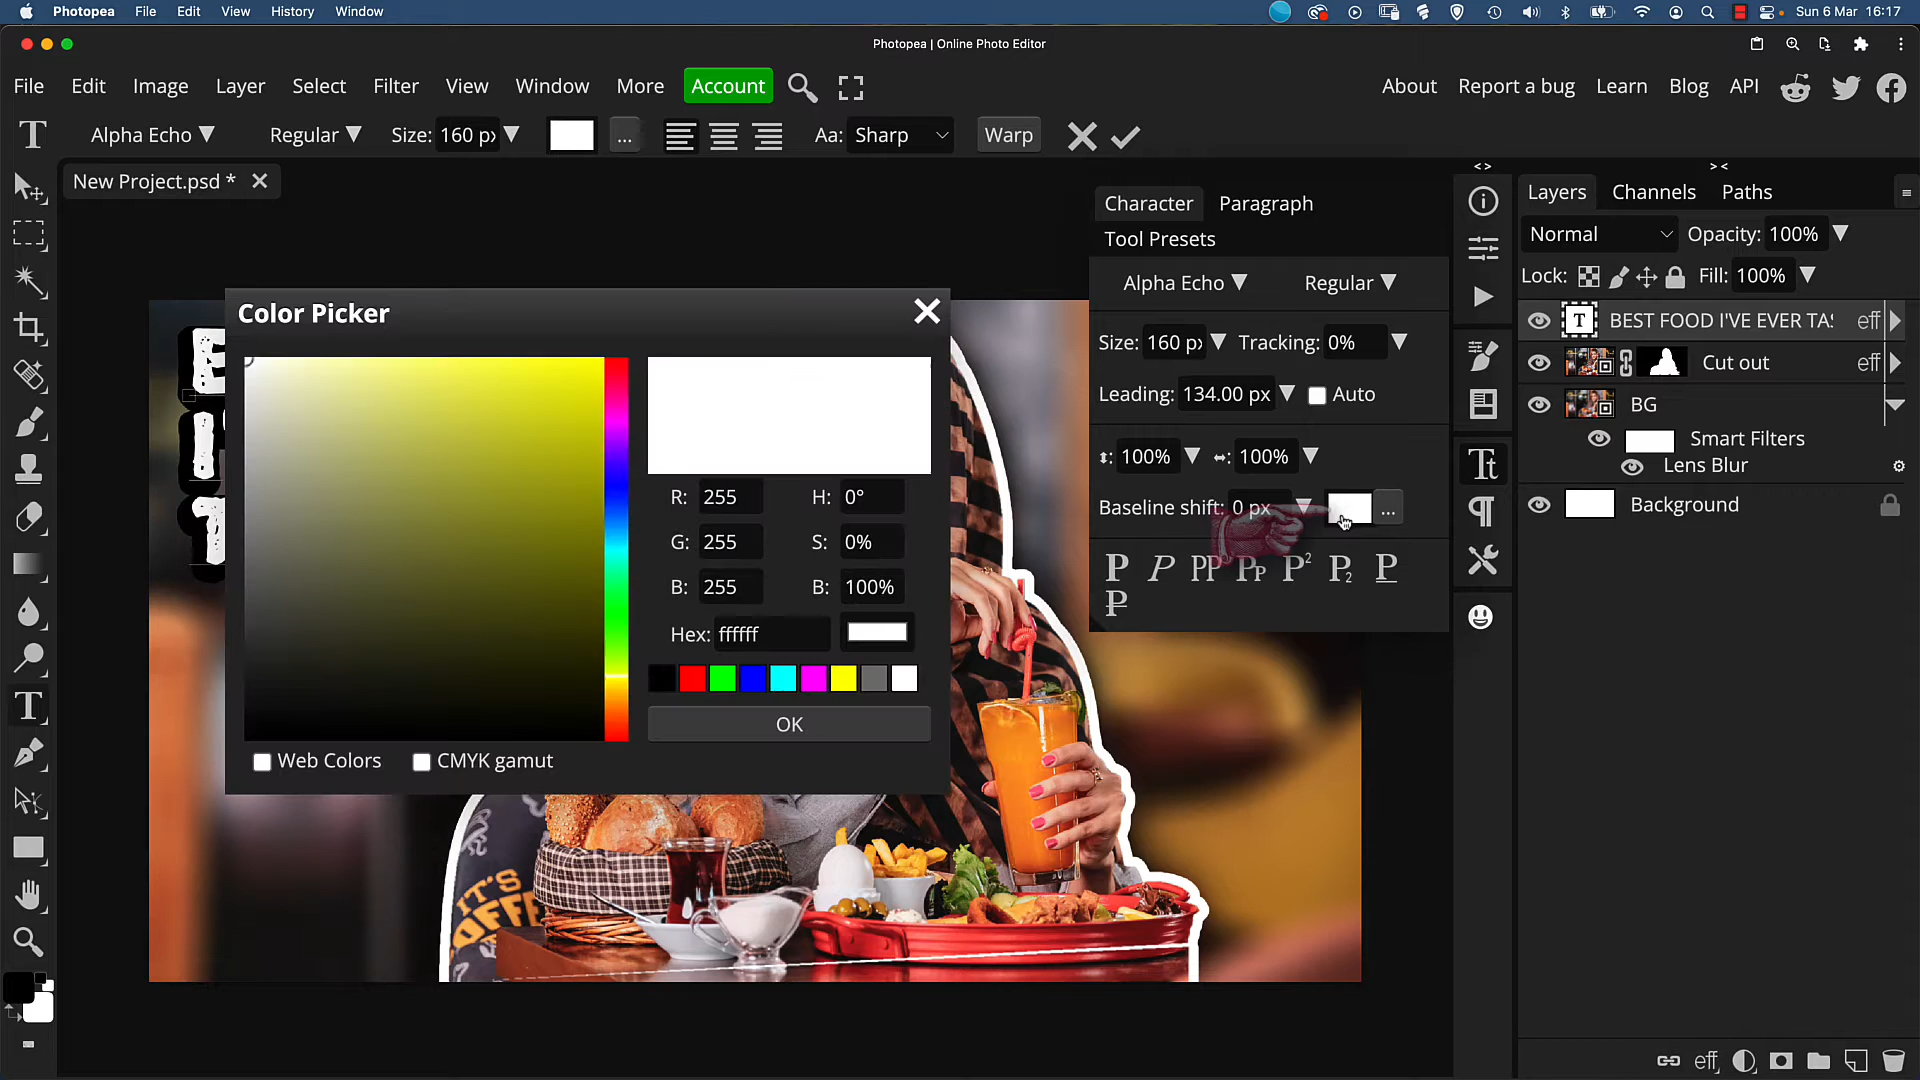 Photopea File Edit View History Window Sun 6 Mar 16:17
Photopea | Online Photo Editor
File Edit Image Layer Select Filter View Window More Account About Report a bug Learn Blog API
T Alpha Echo Regular Size: 160 px ... Aa: Sharp Warp
New Project.psd *
Character Paragraph
Tool Presets
Alpha Echo Regular
Size: 160 px Tracking: 0%
Leading: 134.00 px Auto
100% 100%
Baseline shift: 0 px ...
Layers Channels Paths
Normal Opacity: 100%
Lock: Fill: 100%
T BEST FOOD I'VE EVER TAS eff
Cut out eff
BG
Smart Filters
Lens Blur
Background
Color Picker
R: 255 H: 0°
G: 255 S: 0%
B: 255 B: 100%
Hex: ffffff
OK
Web Colors CMYK gamut
IT'S
eff